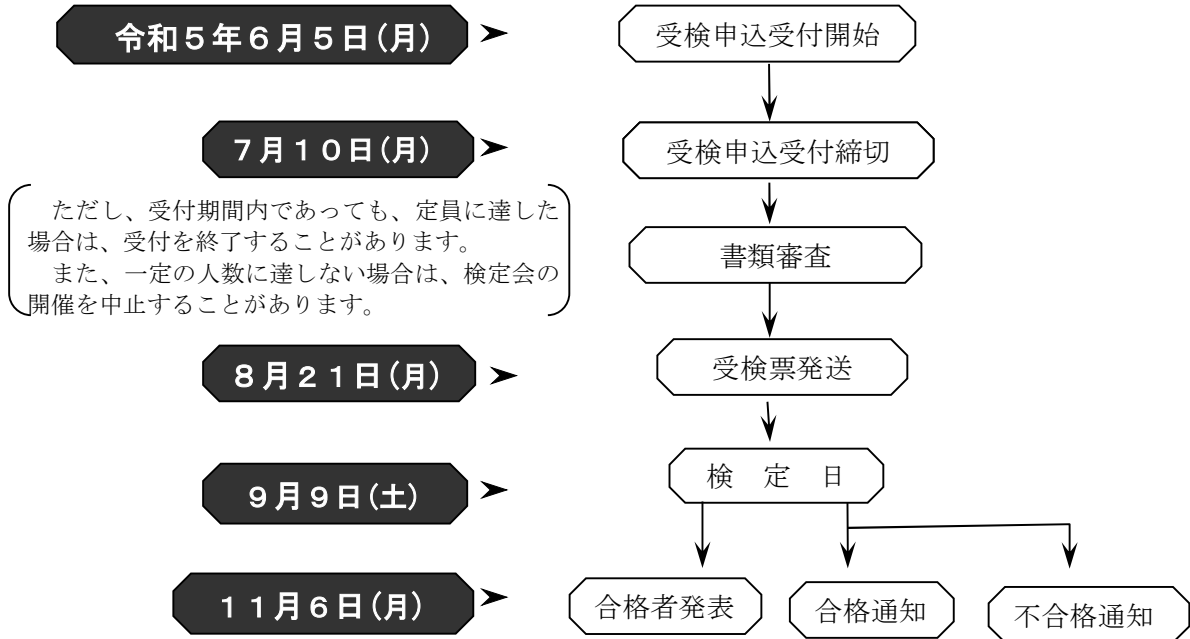 令和５年６月５日(月)
受検申込受付開始
７月１０日(月)
受検申込受付締切
ただし、受付期間内であっても、定員に達した
場合は、受付を終了することがあります。
また、一定の人数に達しない場合は、検定会の
開催を中止することがあります。
書類審査
８月２１日(月)
受検票発送
９月９日(土)
検　定　日
１１月６日(月)
合格者発表
合格通知
不合格通知